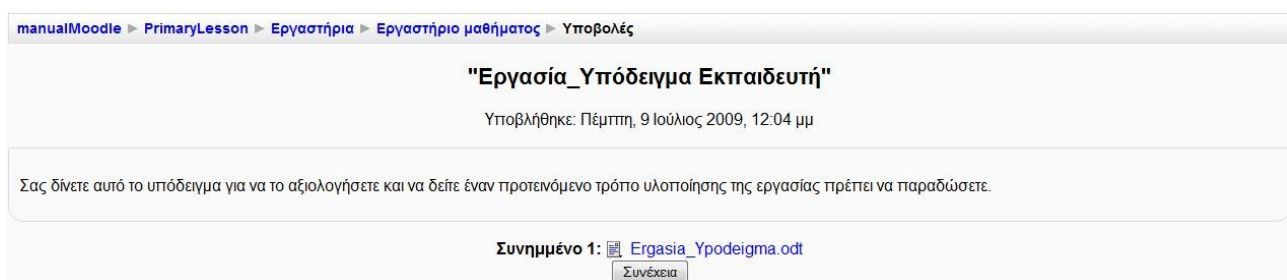 manualMoodle ► PrimaryLesson ► Εργαστήρια ► Εργαστήριο μαθήματος ► Υποβολές
"Εργασία_Υπόδειγμα Εκπαιδευτή"
Υποβλήθηκε: Πέμπτη, 9 Ιούλιος 2009, 12:04 μμ
Σας δίνετε αυτό το υπόδειγμα για να το αξιολογήσετε και να δείτε έναν προτεινόμενο τρόπο υλοποίησης της εργασίας πρέπει να παραδώσετε.
Συνημμένο 1: Ergasia_Ypodeigma.odt
Συνέχεια